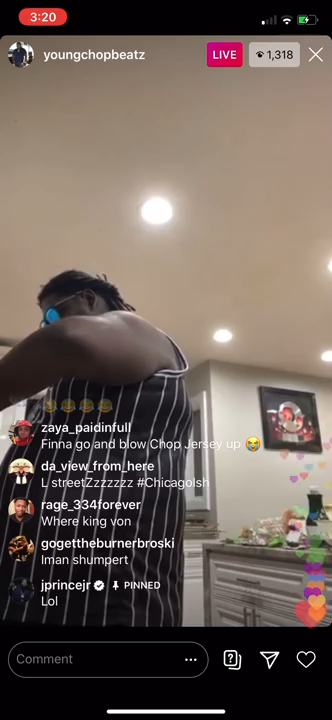 3:20
youngchopbeatz
LIVE
1,318
😂😂😂😂
zaya_paidinfull
Finna go and blow Chop Jersey up 😭
da_view_from_here
L streetZzzzzzz #ChicagoIsh
rage_334forever
Where king von
gogettheburnerbroski
Iman shumpert
jprincejr PINNED
Lol
Comment